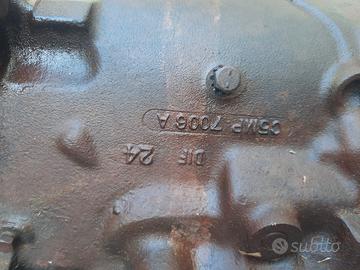 C5MP 7006 A
DIF 24
subito